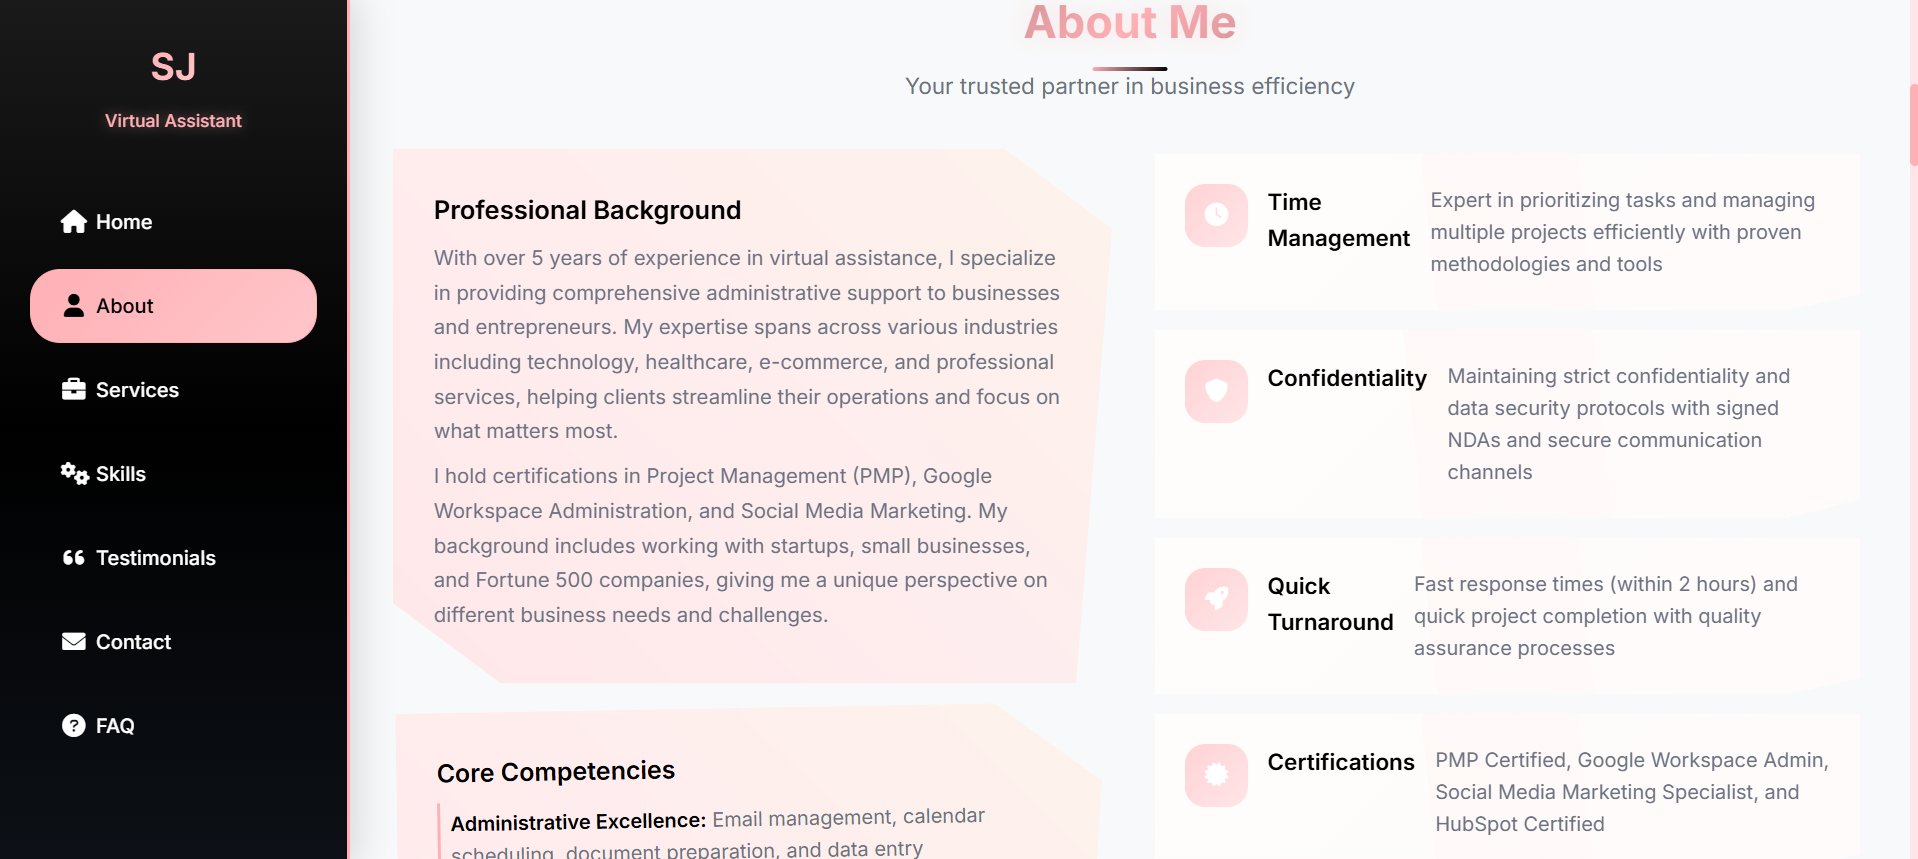 SJ
Virtual Assistant
Home
About
Services
Skills
Testimonials
Contact
FAQ
About Me
Your trusted partner in business efficiency
Professional Background
With over 5 years of experience in virtual assistance, I specialize
in providing comprehensive administrative support to businesses
and entrepreneurs. My expertise spans across various industries
including technology, healthcare, e-commerce, and professional
services, helping clients streamline their operations and focus on
what matters most.
I hold certifications in Project Management (PMP), Google
Workspace Administration, and Social Media Marketing. My
background includes working with startups, small businesses,
and Fortune 500 companies, giving me a unique perspective on
different business needs and challenges.
Core Competencies
Administrative Excellence: Email management, calendar
scheduling, document preparation, and data entry
Time
Management
Expert in prioritizing tasks and managing
multiple projects efficiently with proven
methodologies and tools
Confidentiality
Maintaining strict confidentiality and
data security protocols with signed
NDAs and secure communication
channels
Quick
Turnaround
Fast response times (within 2 hours) and
quick project completion with quality
assurance processes
Certifications
PMP Certified, Google Workspace Admin,
Social Media Marketing Specialist, and
HubSpot Certified